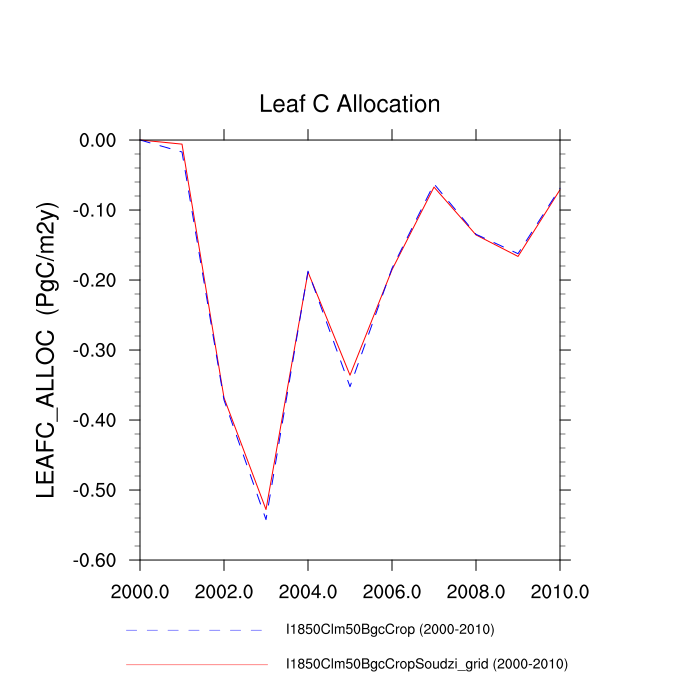 Leaf C Allocation
0.00
-0.10
-0.20
-0.30
-0.40
-0.50
-0.60
LEAFC_ALLOC (PgC/m2y)
2000.0 2002.0 2004.0 2006.0 2008.0 2010.0
I1850Clm50BgcCrop (2000-2010)
I1850Clm50BgcCropSoudzi_grid (2000-2010)